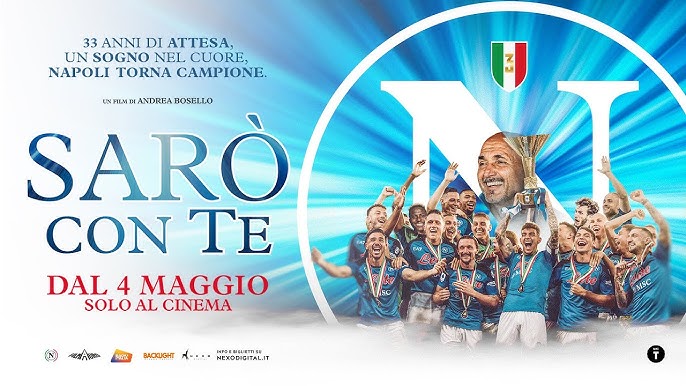 33 ANNI DI ATTESA,
UN SOGNO NEL CUORE,
NAPOLI TORNA CAMPIONE.
UN FILM DI ANDREA BOSELLO
SARÒ
CON TE
DAL 4 MAGGIO
SOLO AL CINEMA
N
MSC
BACKLIGHT
INFO E BIGLIETTI SU
NEXODIGITAL.IT